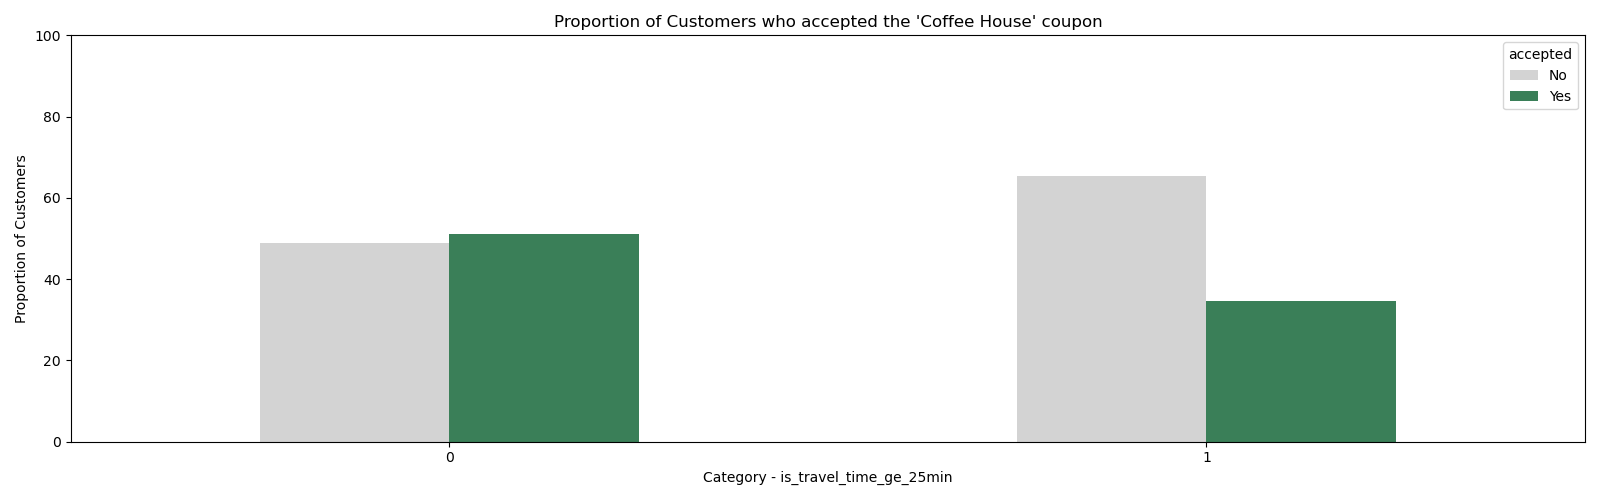 Proportion of Customers who accepted the 'Coffee House' coupon
100
80
60
40
20
0
Proportion of Customers
accepted
No
Yes
0
1
Category - is_travel_time_ge_25min